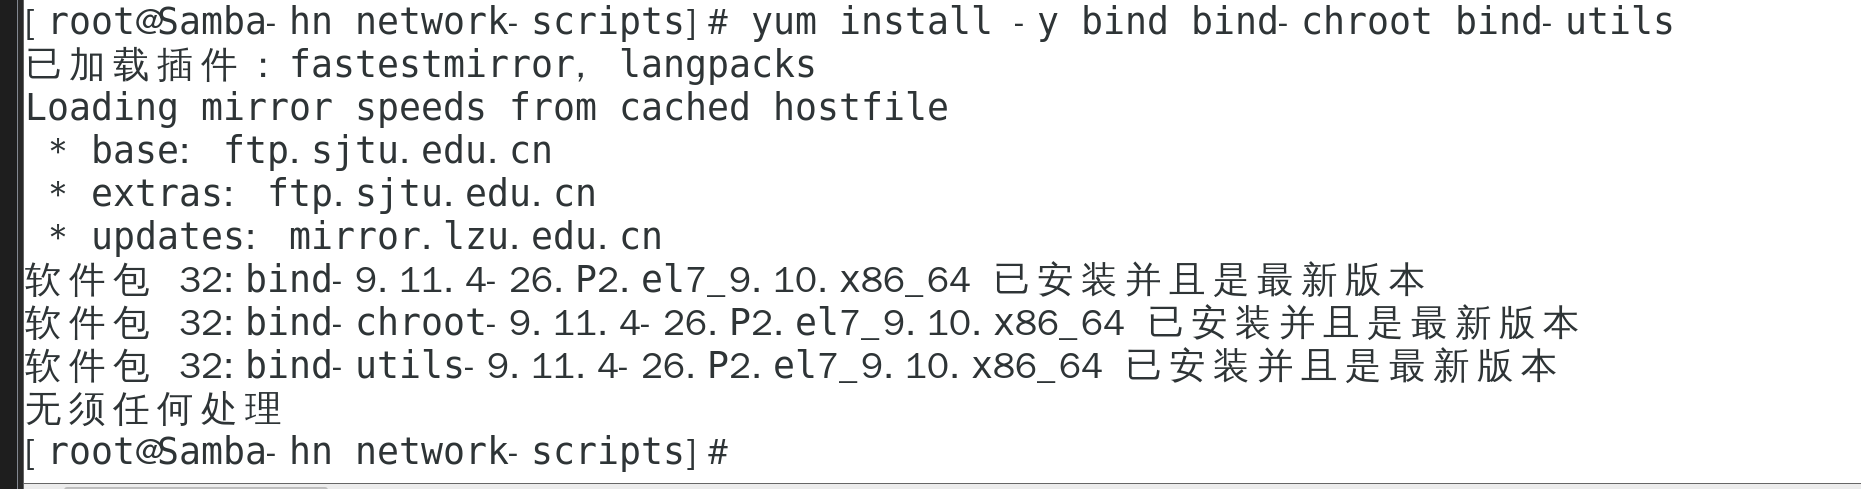 [root@Samba-hn network-scripts]# yum install -y bind bind-chroot bind-utils
已加载插件：fastestmirror, langpacks
Loading mirror speeds from cached hostfile
 * base: ftp.sjtu.edu.cn
 * extras: ftp.sjtu.edu.cn
 * updates: mirror.lzu.edu.cn
软件包 32:bind-9.11.4-26.P2.el7_9.10.x86_64 已安装并且是最新版本
软件包 32:bind-chroot-9.11.4-26.P2.el7_9.10.x86_64 已安装并且是最新版本
软件包 32:bind-utils-9.11.4-26.P2.el7_9.10.x86_64 已安装并且是最新版本
无须任何处理
[root@Samba-hn network-scripts]#